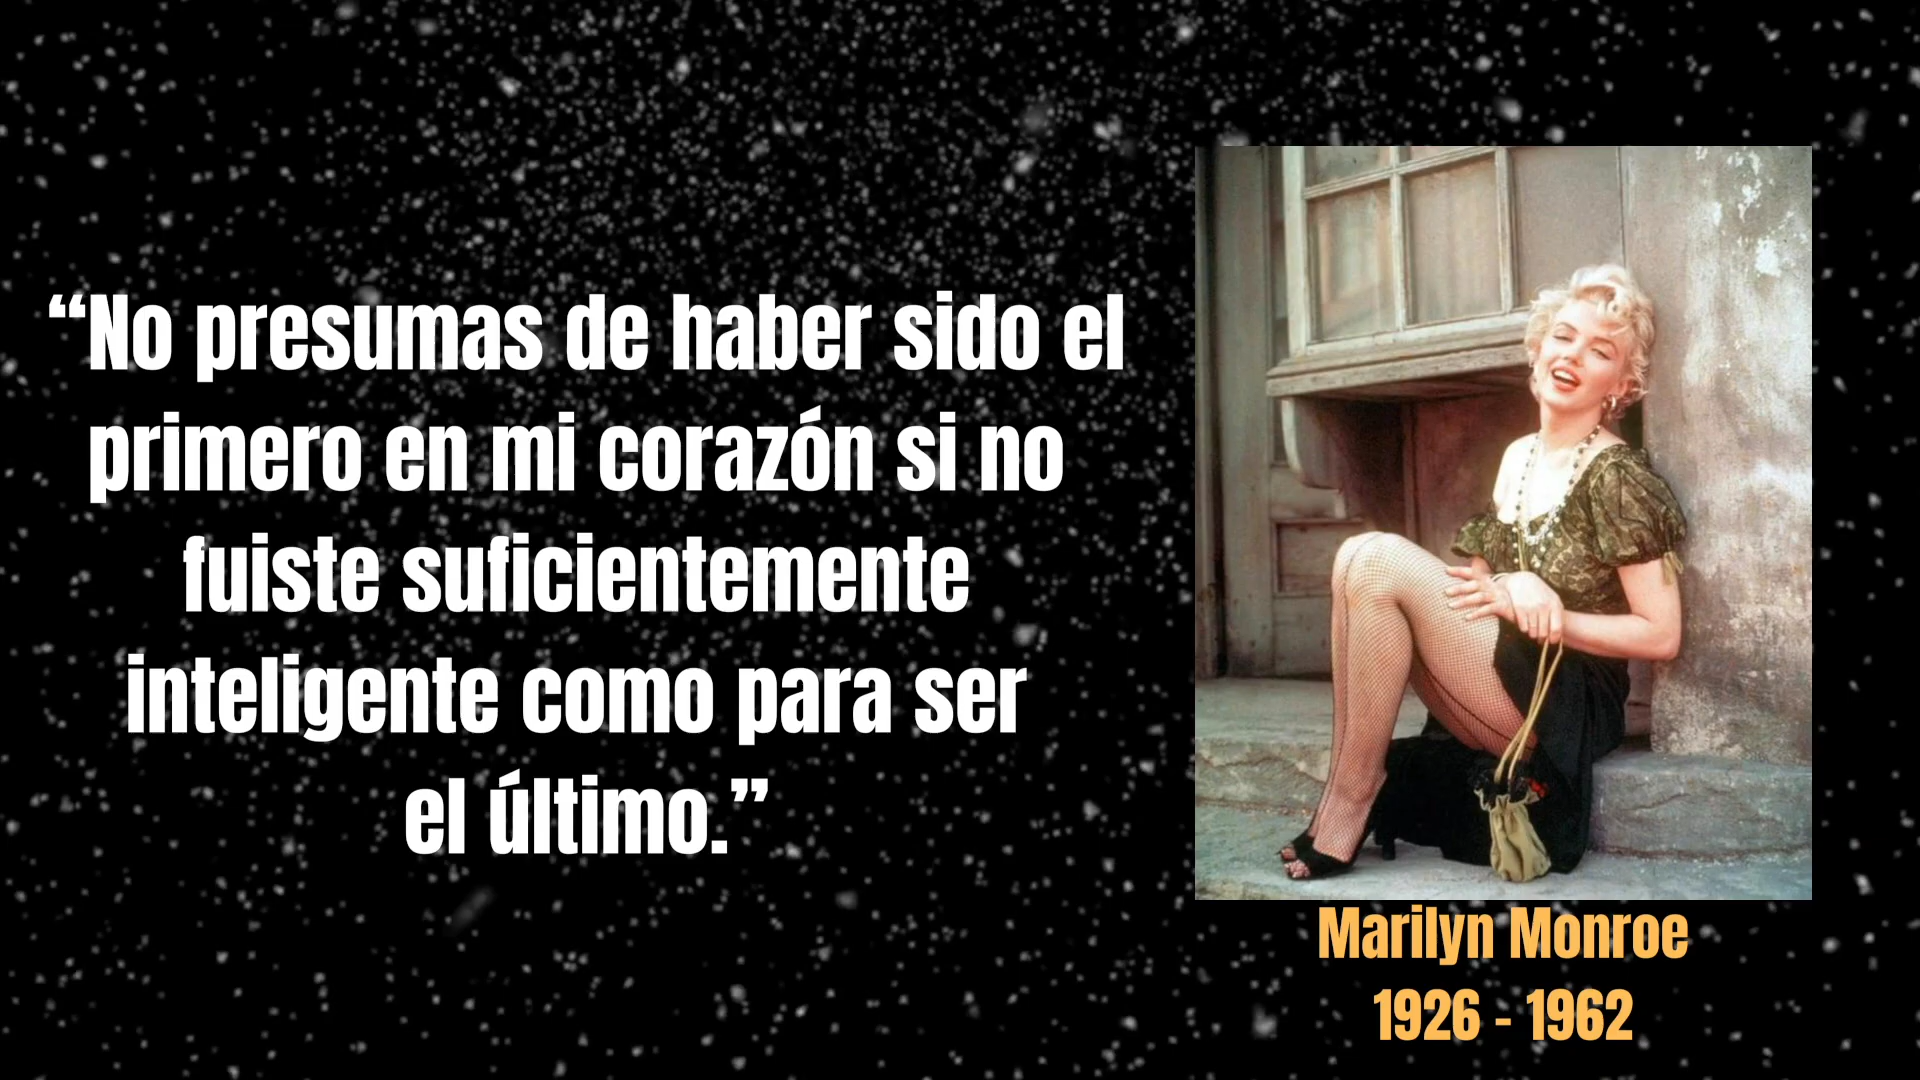 “No presumas de haber sido el
primero en mi corazón si no
fuiste suficientemente
inteligente como para ser
el último.”
Marilyn Monroe
1926 - 1962